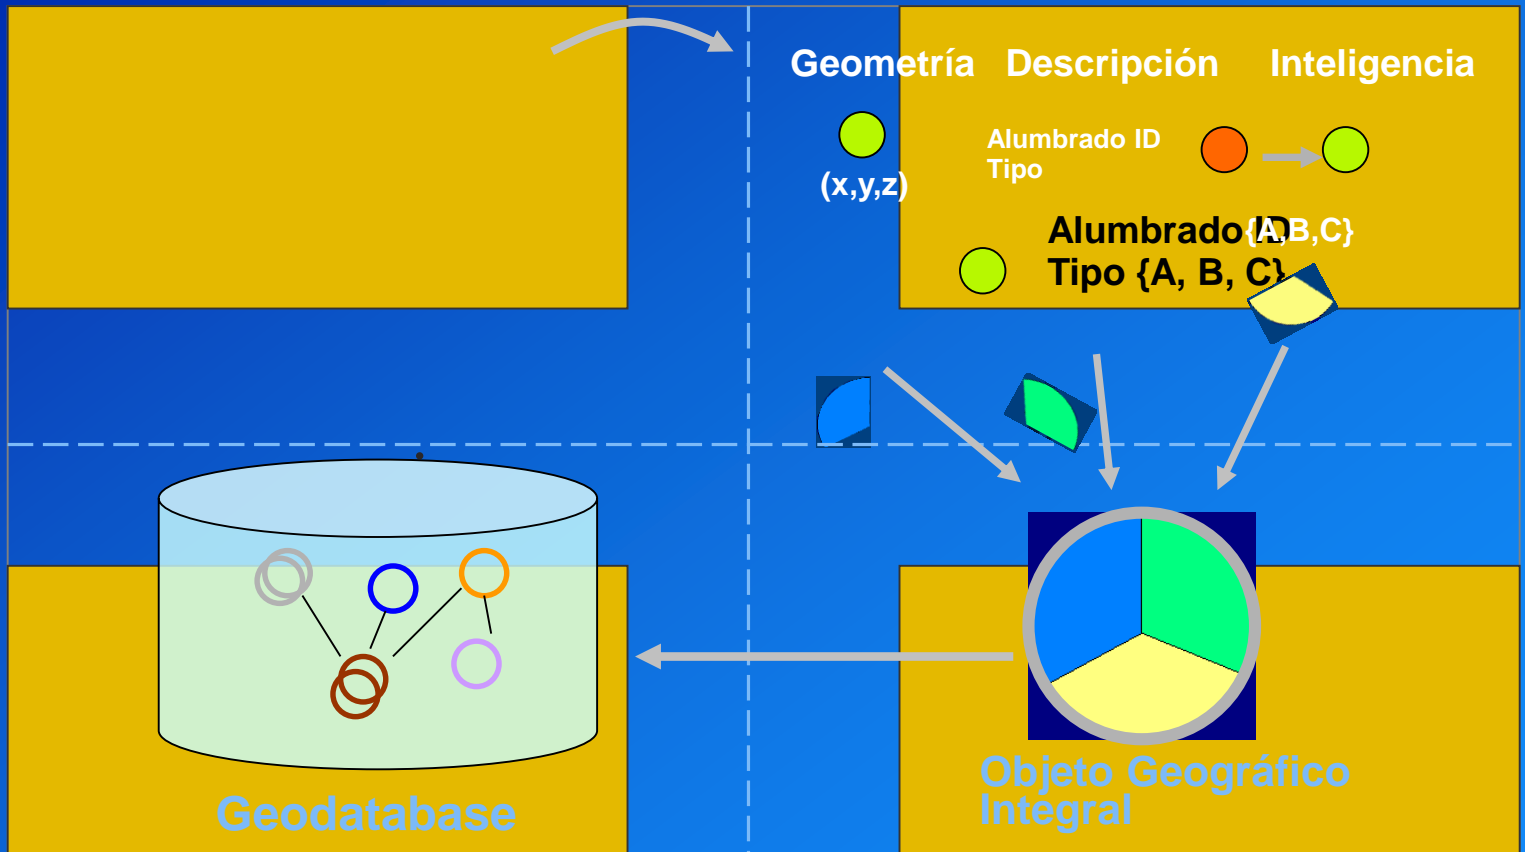 Geometría Descripción Inteligencia
Alumbrado ID
Tipo
(x,y,z)
Alumbrado ID
Tipo {A, B, C}
{A,B,C}
Objeto Geográfico
Integral
Geodatabase